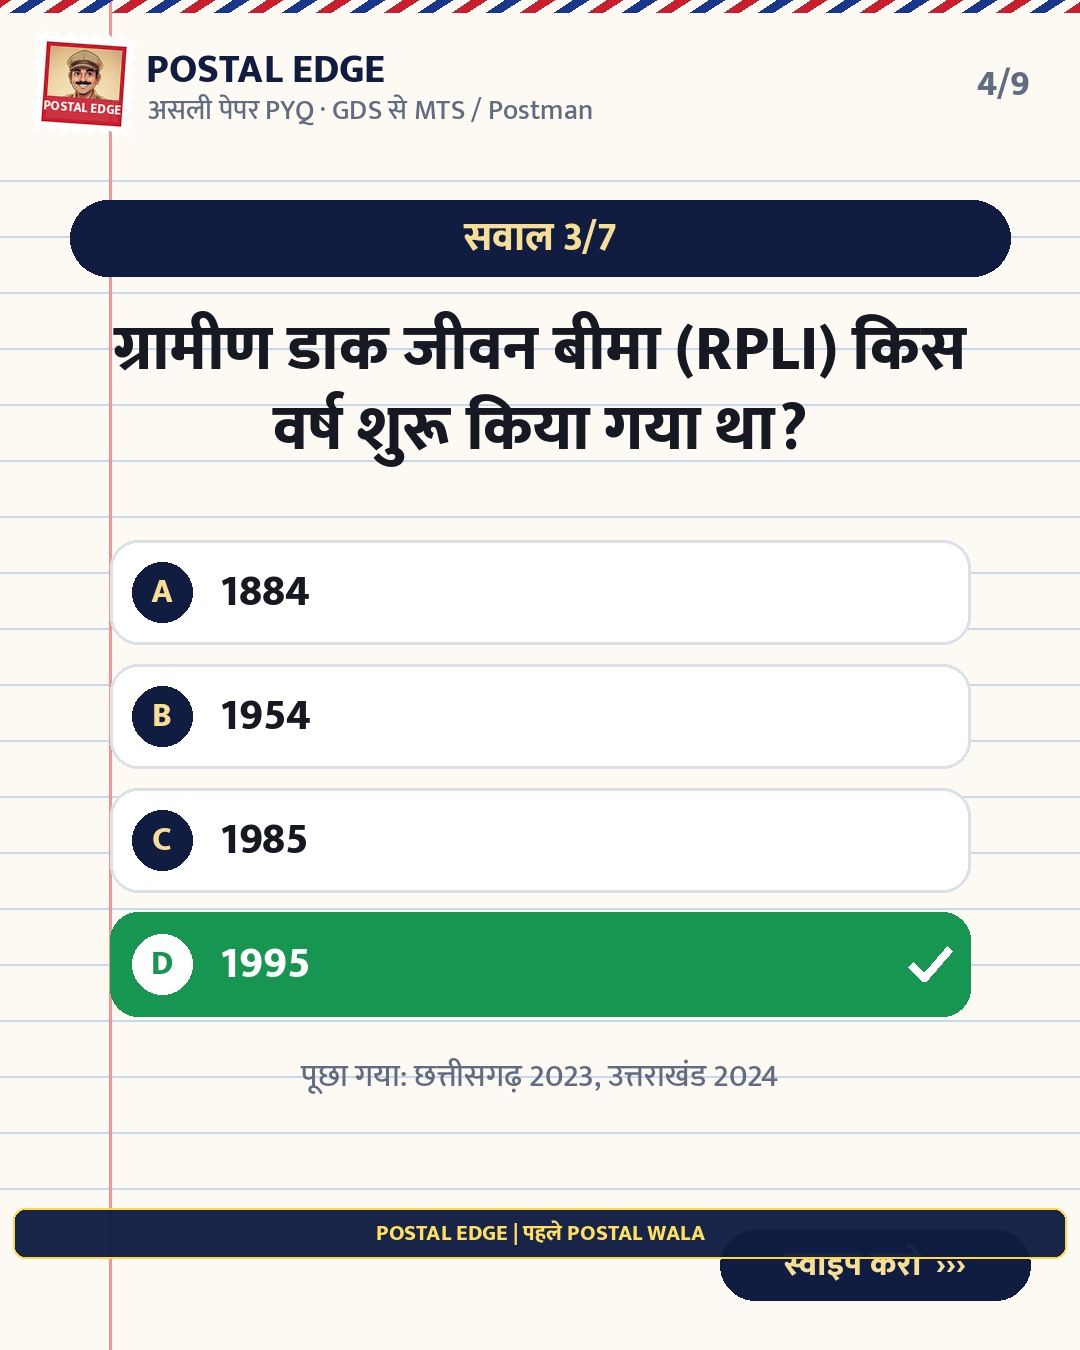 POSTAL EDGE
POSTAL EDGE
असली पेपर PYQ · GDS से MTS / Postman
4/9
सवाल 3/7
ग्रामीण डाक जीवन बीमा (RPLI) किस
वर्ष शुरू किया गया था?
A 1884
B 1954
C 1985
D 1995
पूछा गया: छत्तीसगढ़ 2023, उत्तराखंड 2024
POSTAL EDGE | पहले POSTAL WALA
स्वाइप करो ›››